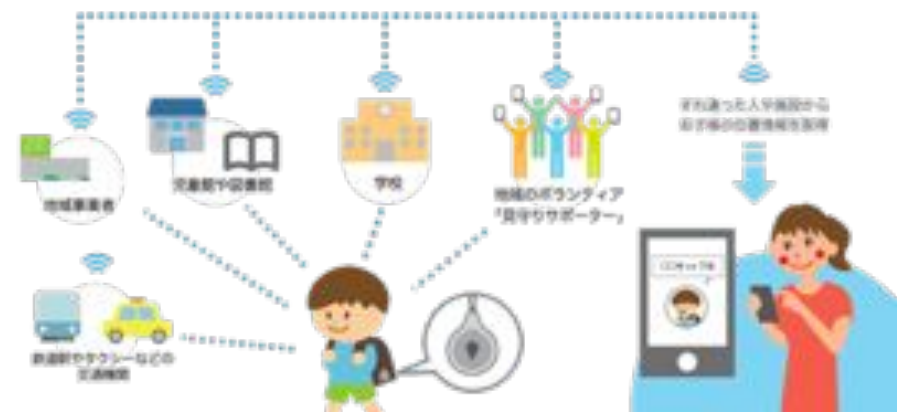 すれ違った人や施設から
お子様の位置情報を取得
児童館や図書館
学校
地域事業者
地域のボランティア
「見守りサポーター」
鉄道駅やタクシーなどの
交通機関